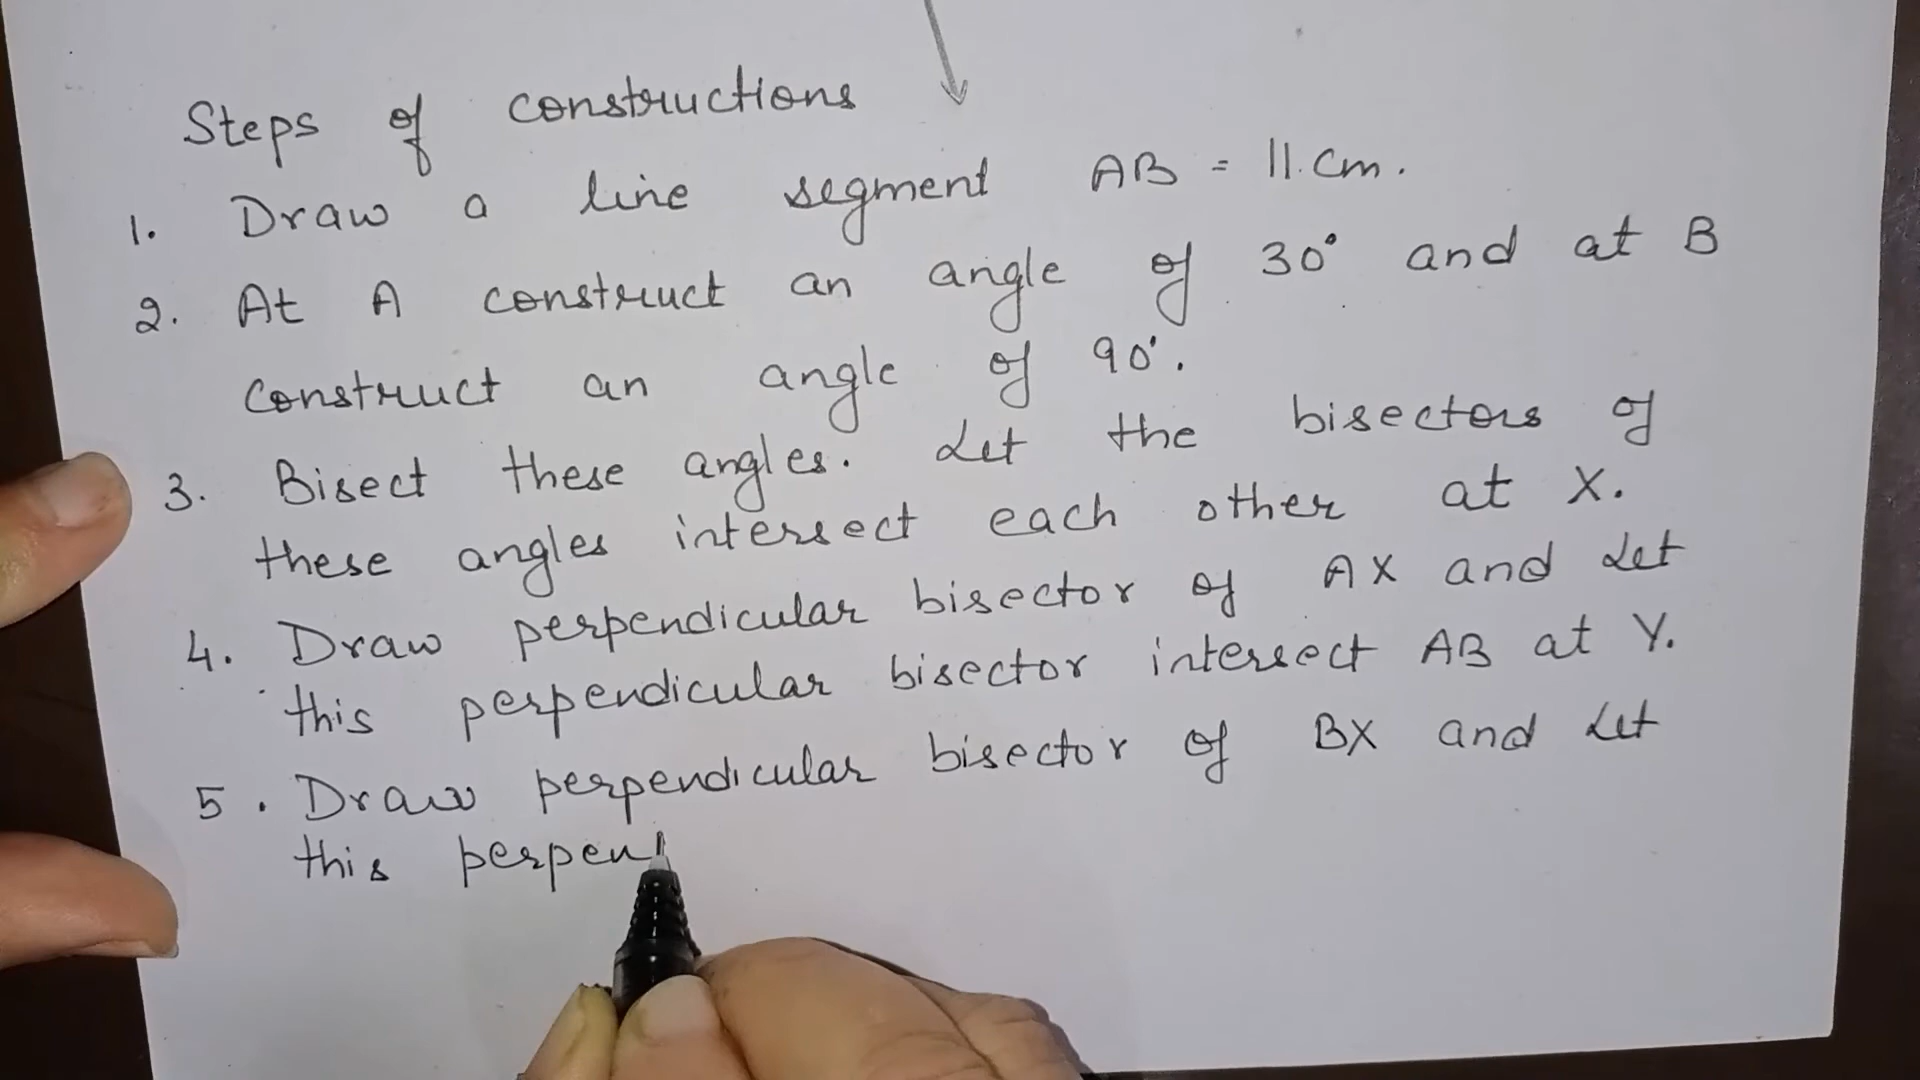 Steps of constructions
1. Draw a line segment AB = 11 cm.
2. At A construct an angle of 30° and at B
construct an angle of 90°.
3. Bisect these angles. Let the bisectors of
these angles intersect each other at X.
4. Draw perpendicular bisector of AX and Let
this perpendicular bisector intersect AB at Y.
5. Draw perpendicular bisector of BX and Let
this perpen